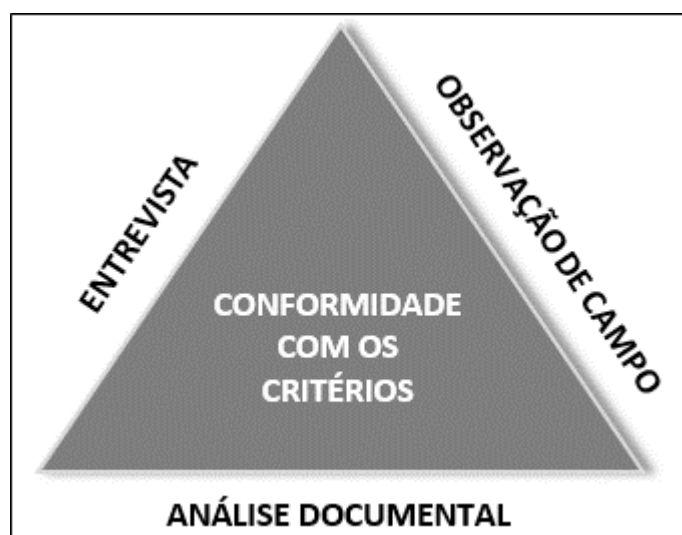 ENTREVISTA
OBSERVAÇÃO DE CAMPO
CONFORMIDADE
COM OS
CRITÉRIOS
ANÁLISE DOCUMENTAL